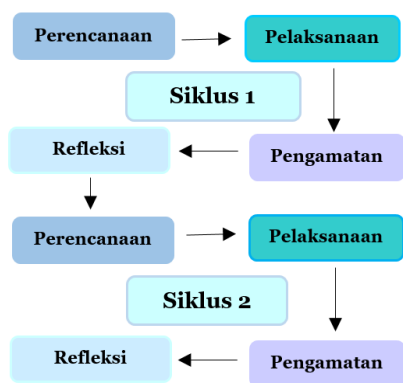 Perencanaan
Pelaksanaan
Siklus 1
Refleksi
Pengamatan
Perencanaan
Pelaksanaan
Siklus 2
Refleksi
Pengamatan